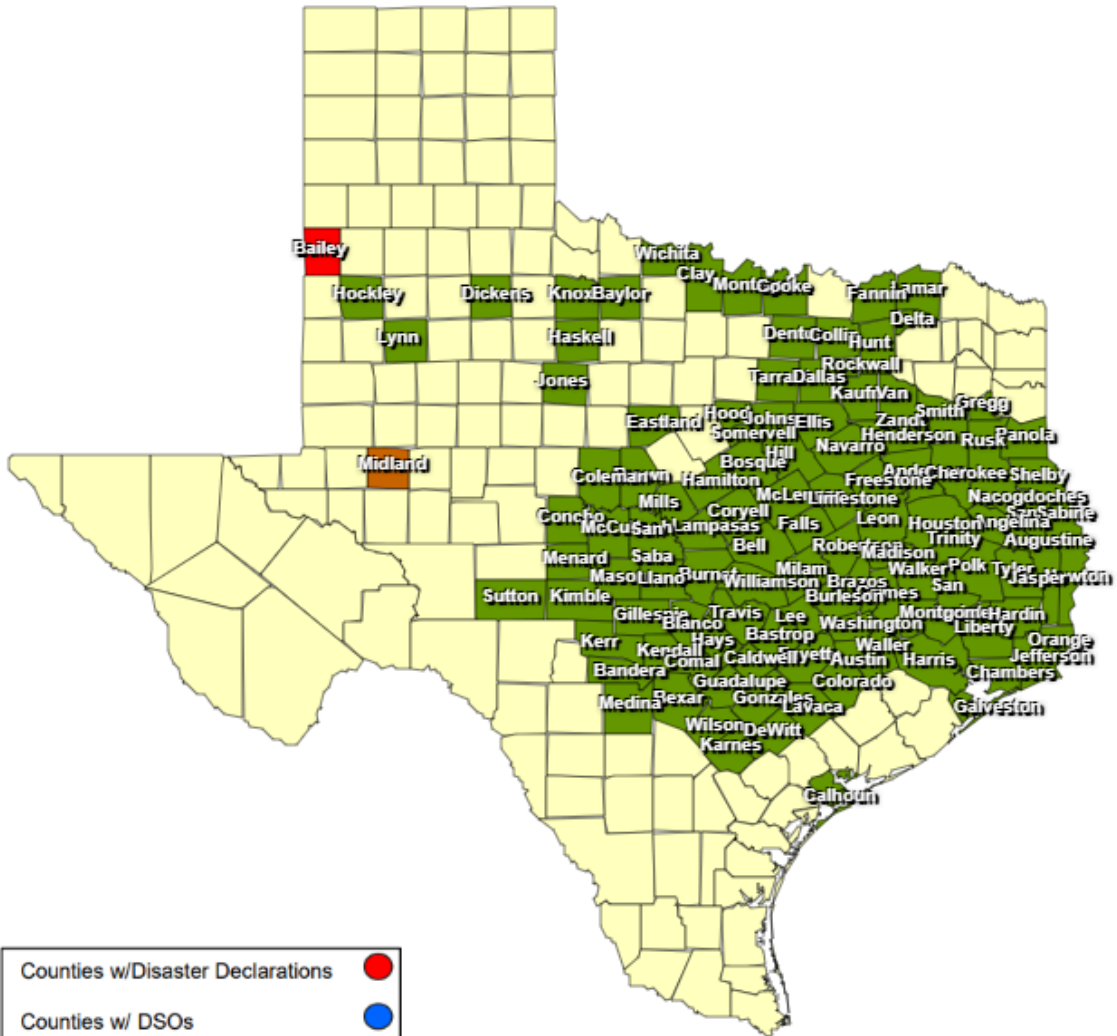 Bailey
Wichita
Clay
Cooke
Hockley
Dickens
Knox
Baylor
Fannin
Lamar
Delta
Lynn
Haskell
Hunt
Rockwall
Jones
Dallas
Van
Gregg
Smith
Hood
Eastland
Ellis
Zandt
Somervell
Henderson
Rusk
Panola
Navarro
Hill
Midland
Bosque
Coleman
Hamilton
Cherokee
Shelby
Freestone
Limestone
Mills
Nacogdoches
Sabine
Coryell
Concho
Lampasas
Falls
Leon
Houston
Angelina
Trinity
Augustine
Bell
Madison
Menard
Saba
Milam
Walker
Polk
Tyler
Llano
Burnet
Williamson
Brazos
Jasper
San
Sutton
Kimble
Burleson
Travis
Lee
Washington
Hardin
Liberty
Blanco
Bastrop
Kerr
Hays
Waller
Orange
Kendall
Comal
Caldwell
Austin
Harris
Jefferson
Bandera
Chambers
Guadalupe
Colorado
Medina
Bexar
Gonzales
Lavaca
Galveston
Wilson
DeWitt
Karnes
Calhoun
Counties w/Disaster Declarations
Counties w/ DSOs